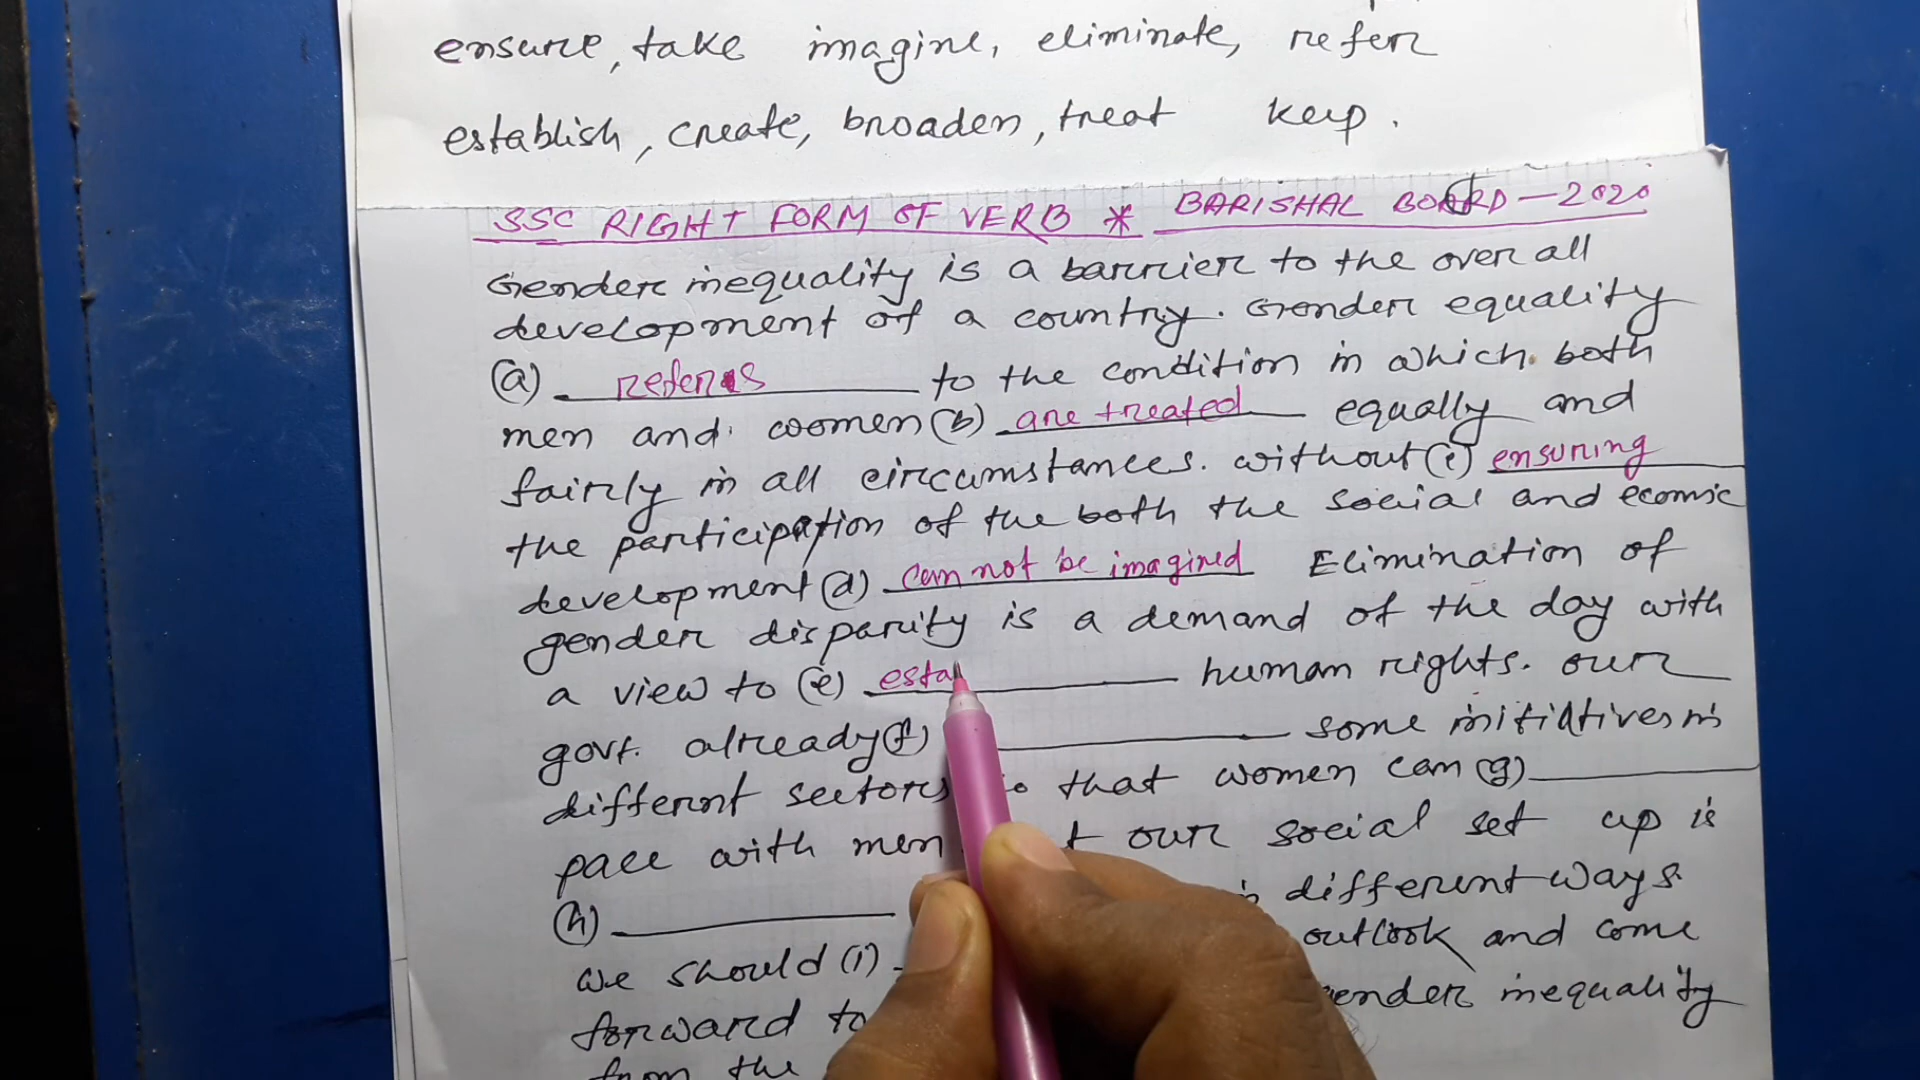 ensure, take imagine, eliminate, refer
establish, create, broaden, treat keep.
SSC RIGHT FORM OF VERB * BARISHAL BOARD-2020
Gender inequality is a barrier to the over all
development of a country. Gender equality
(a) refers to the condition in which both
men and women (b) are treated equally and
fairly in all circumstances. without (c) ensuring
the participation of the both the social and ecomic
development (d) can not be imagined Elimination of
gender disparity is a demand of the day with
a view to (e) esta human rights. our
govt. already (f) some initiatives in
different sectors so that women can (g)
pace with men our social set up is
(h) different ways.
we should (i) outlook and come
forward to gender inequality
from the